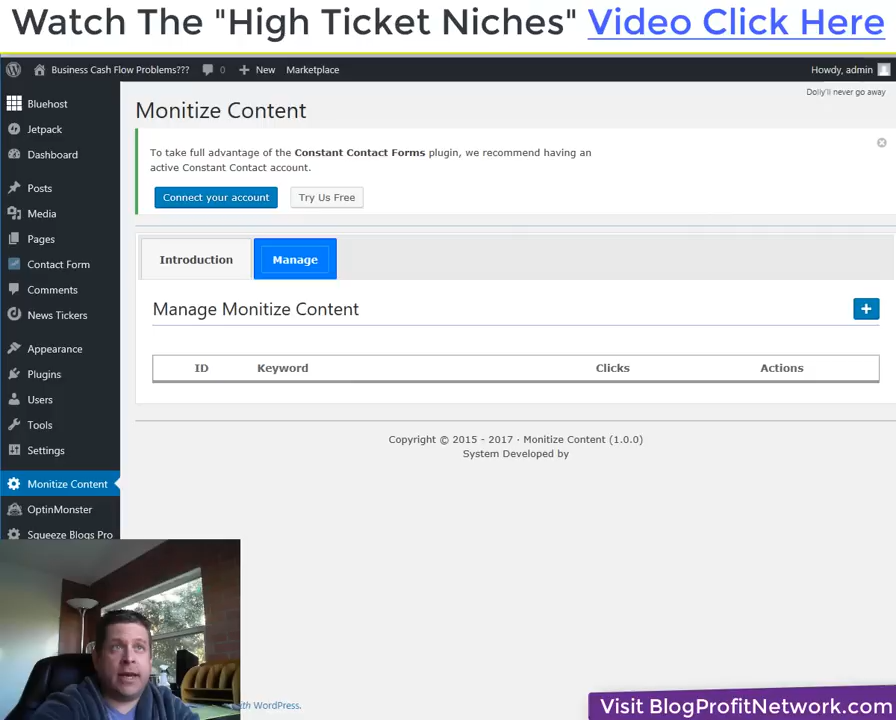 Watch The "High Ticket Niches" Video Click Here
Business Cash Flow Problems???
0
New
Marketplace
Howdy, admin
Dolly'll never go away
Bluehost
Jetpack
Dashboard
Posts
Media
Pages
Contact Form
Comments
News Tickers
Appearance
Plugins
Users
Tools
Settings
Monitize Content
OptinMonster
Squeeze Blogs Pro
Monitize Content
To take full advantage of the Constant Contact Forms plugin, we recommend having an
active Constant Contact account.
Connect your account
Try Us Free
Introduction
Manage
Manage Monitize Content
+
ID
Keyword
Clicks
Actions
Copyright © 2015 - 2017 · Monitize Content (1.0.0)
System Developed by
with WordPress.
Visit BlogProfitNetwork.com